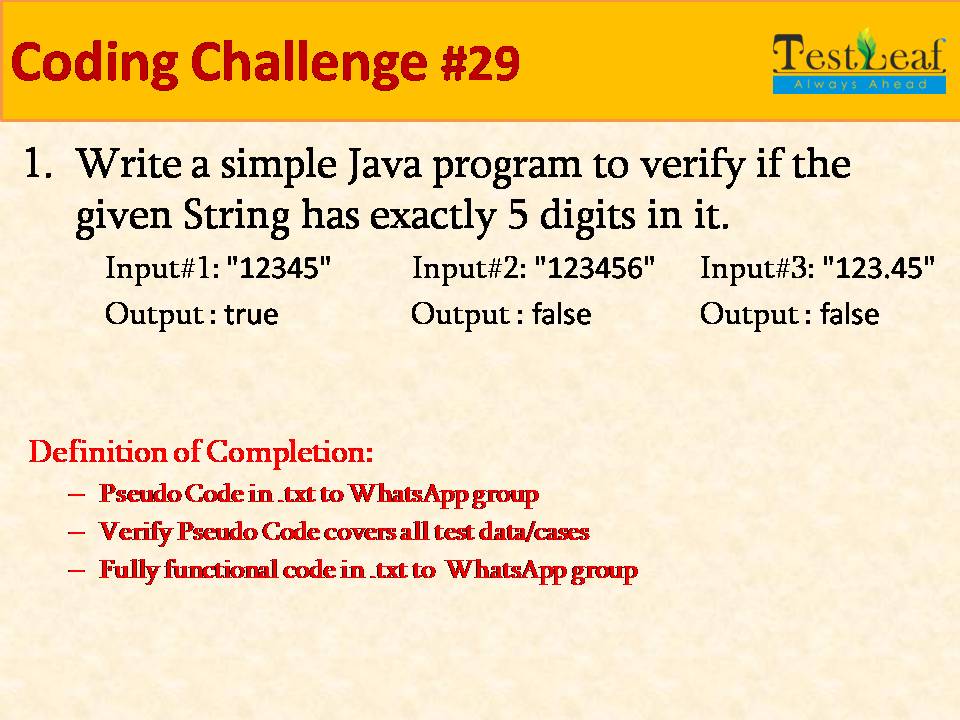 Coding Challenge #29
TestLeaf
Always Ahead
1. Write a simple Java program to verify if the
given String has exactly 5 digits in it.
Input#1: "12345" Input#2: "123456" Input#3: "123.45"
Output : true Output : false Output : false
Definition of Completion:
– Pseudo Code in .txt to WhatsApp group
– Verify Pseudo Code covers all test data/cases
– Fully functional code in .txt to WhatsApp group